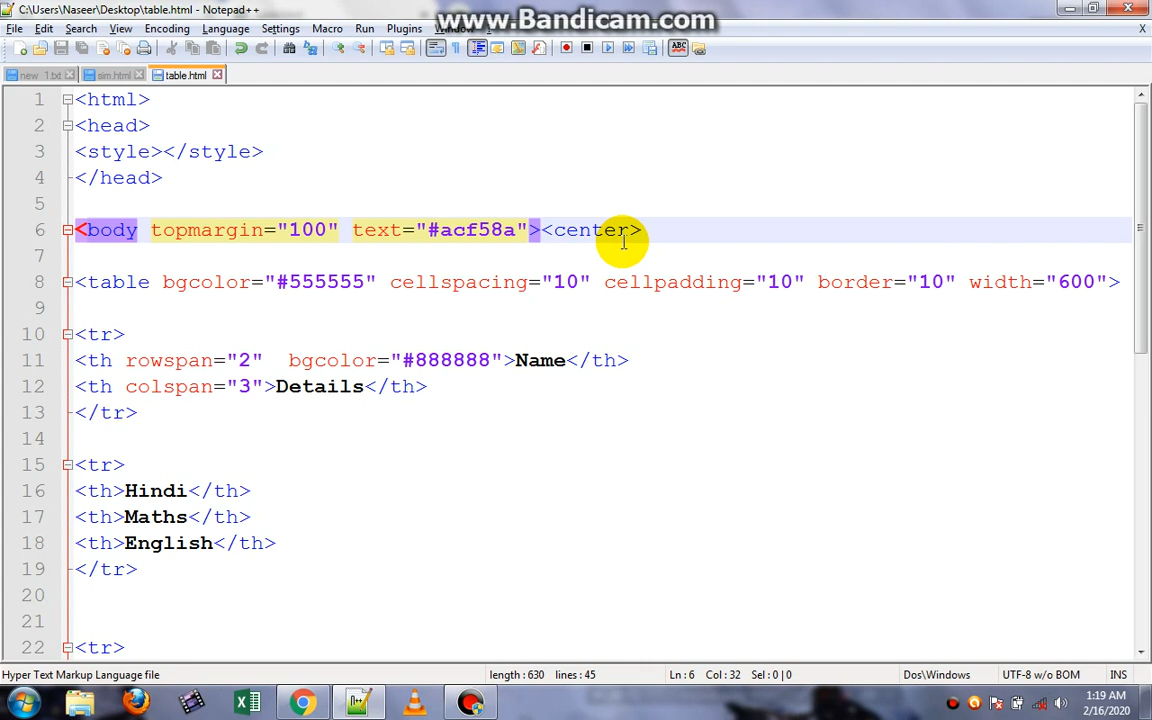 C:\Users\Naseer\Desktop\table.html - Notepad++
www.Bandicam.com
File Edit Search View Encoding Language Settings Macro Run Plugins Window X
new 1.txt sim.html table.html
1 <html>
2 <head>
3 <style></style>
4 </head>
5
6 <body topmargin="100" text="#acf58a"><center>
7
8 <table bgcolor="#555555" cellspacing="10" cellpadding="10" border="10" width="600">
9
10 <tr>
11 <th rowspan="2"  bgcolor="#888888">Name</th>
12 <th colspan="3">Details</th>
13 </tr>
14
15 <tr>
16 <th>Hindi</th>
17 <th>Maths</th>
18 <th>English</th>
19 </tr>
20
21
22 <tr>
Hyper Text Markup Language file length : 630 lines : 45 Ln : 6 Col : 32 Sel : 0 | 0 Dos\Windows UTF-8 w/o BOM INS
1:19 AM
2/16/2020